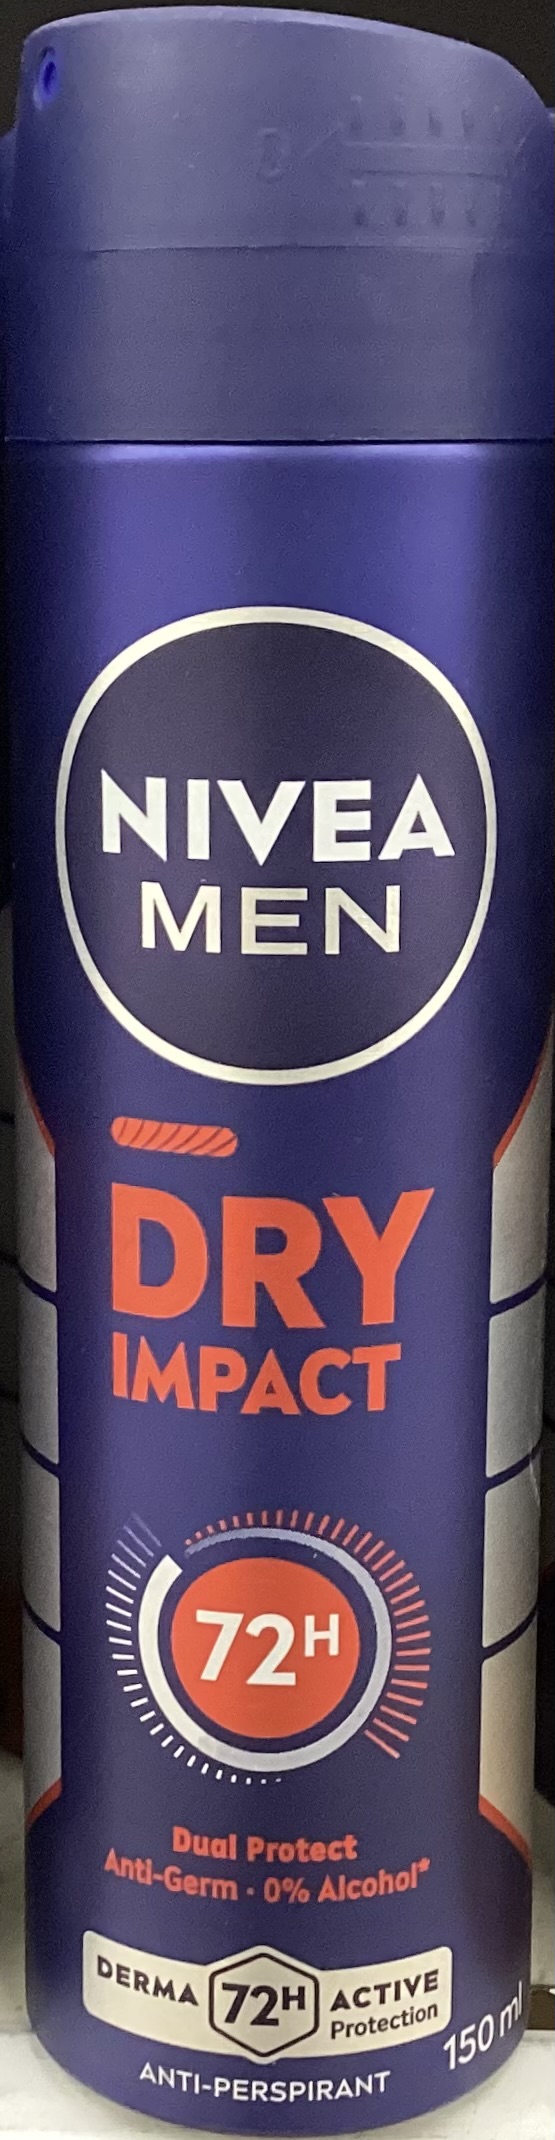 NIVEA
MEN
DRY
IMPACT
72H
Dual Protect
Anti-Germ · 0% Alcohol*
DERMA 72H ACTIVE
Protection
150 ml
ANTI-PERSPIRANT